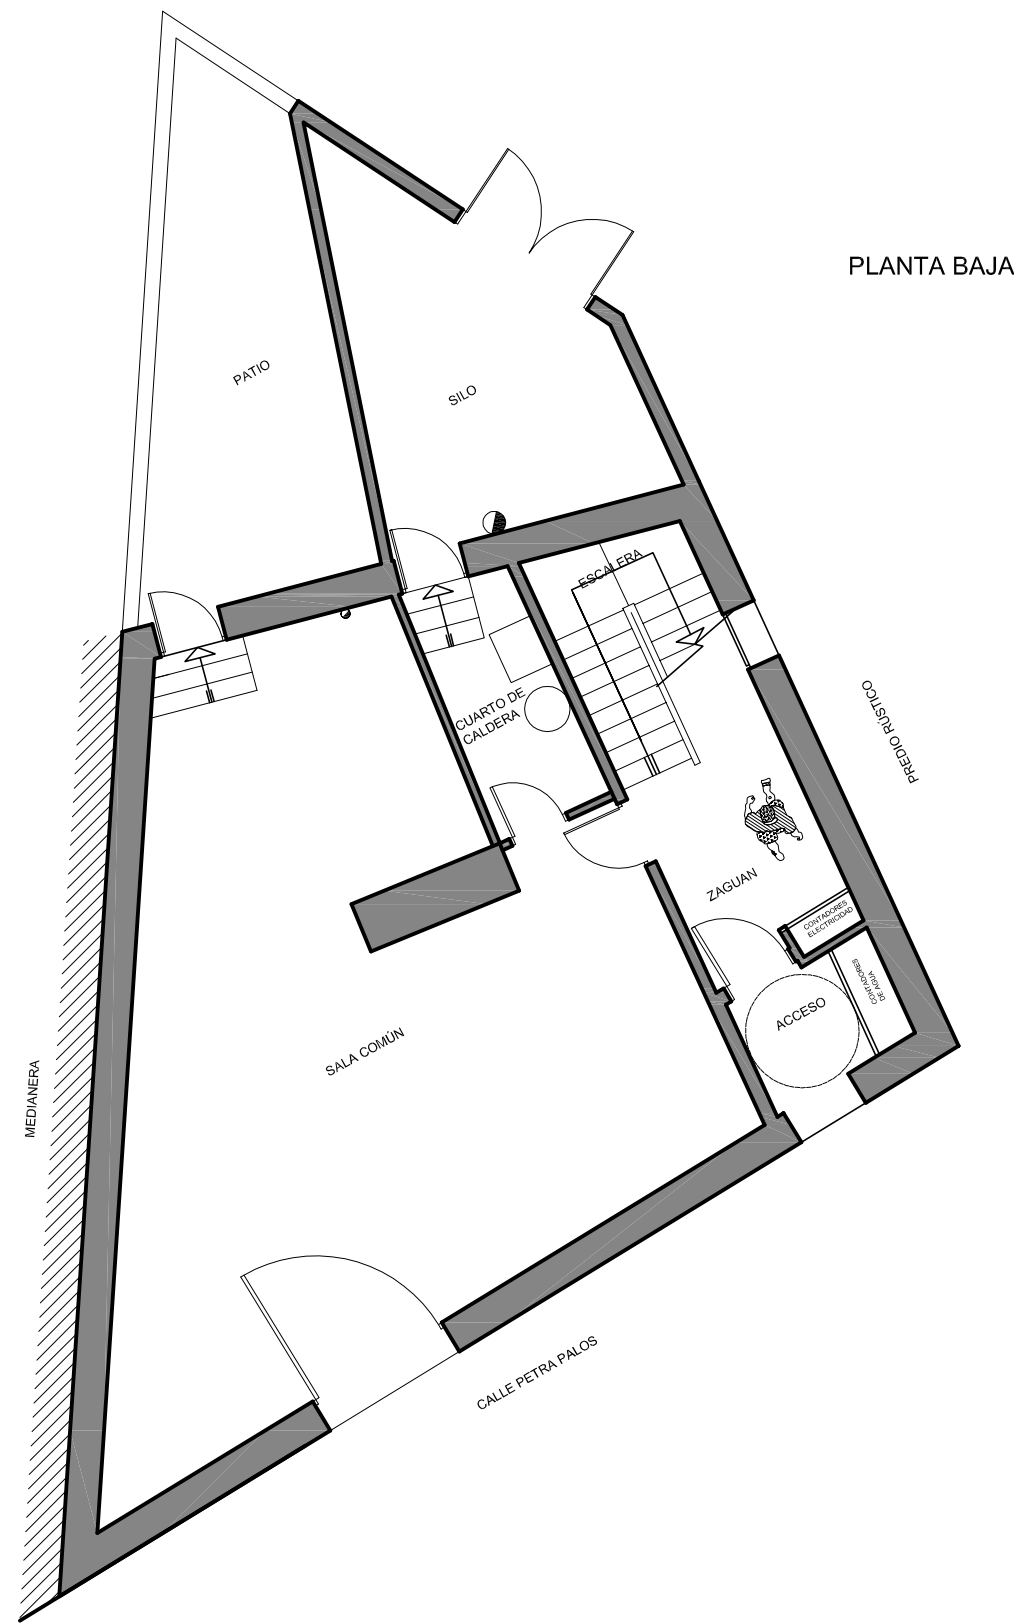 PLANTA BAJA
PATIO
SILO
ESCALERA
CUARTO DE
CALDERA
PREDIO RÚSTICO
ZAGUAN
CONTADORES
ELECTRICIDAD
CONTADORES
DE AGUA
ACCESO
SALA COMÚN
MEDIANERA
CALLE PETRA PALOS